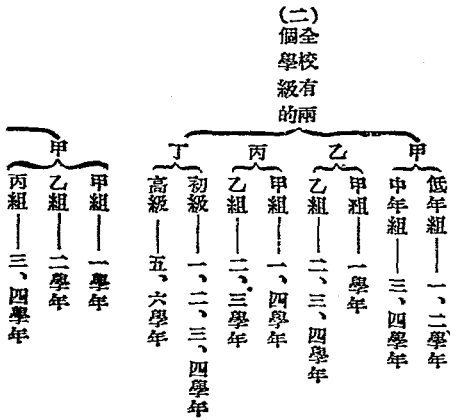 (二)全校有兩
個學級的
甲
低年組——一、二學年
中年組——三、四學年
乙
甲組——一學年
乙組——二、三、四學年
丙
甲組——一、四學年
乙組——二、三學年
丁
初級——一、二、三、四學年
高級——五、六學年
甲
甲組——一學年
乙組——二學年
丙組——三、四學年